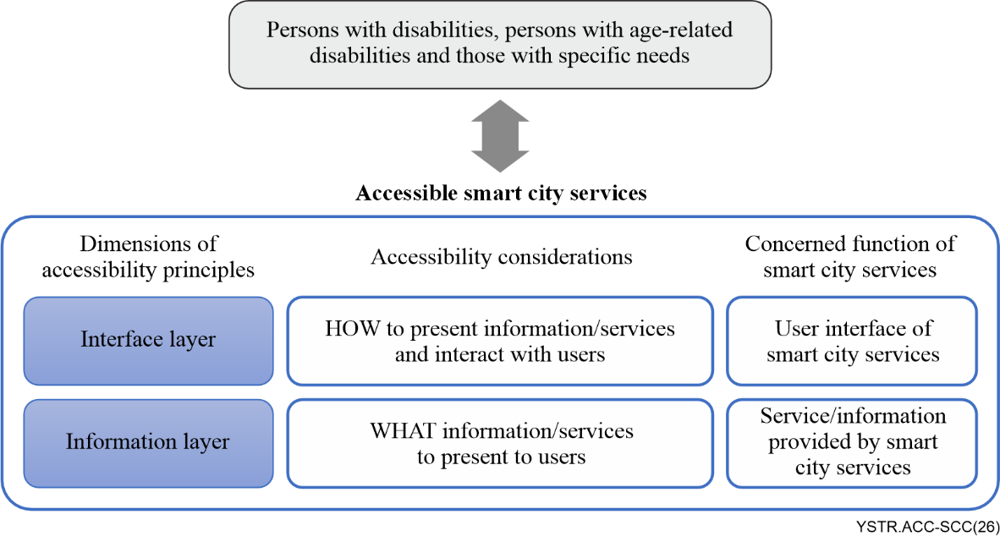 Persons with disabilities, persons with age-related
disabilities and those with specific needs
Accessible smart city services
Dimensions of
accessibility principles
Accessibility considerations
Concerned function of
smart city services
Interface layer
HOW to present information/services
and interact with users
User interface of
smart city services
Information layer
WHAT information/services
to present to users
Service/information
provided by smart
city services
YSTR.ACC-SCC(26)